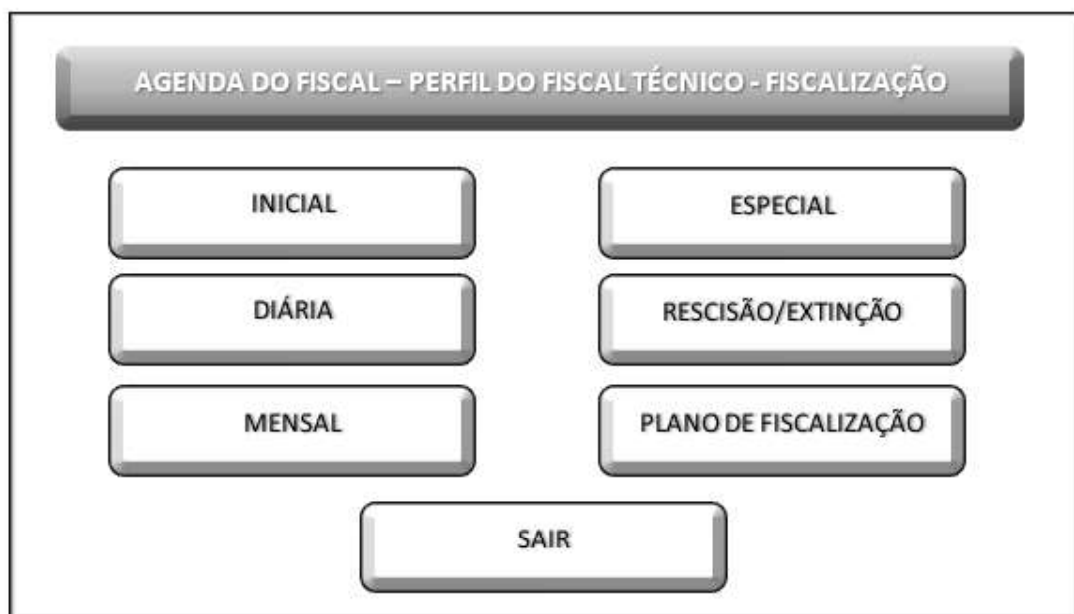 AGENDA DO FISCAL – PERFIL DO FISCAL TÉCNICO - FISCALIZAÇÃO
INICIAL
ESPECIAL
DIÁRIA
RESCISÃO/EXTINÇÃO
MENSAL
PLANO DE FISCALIZAÇÃO
SAIR